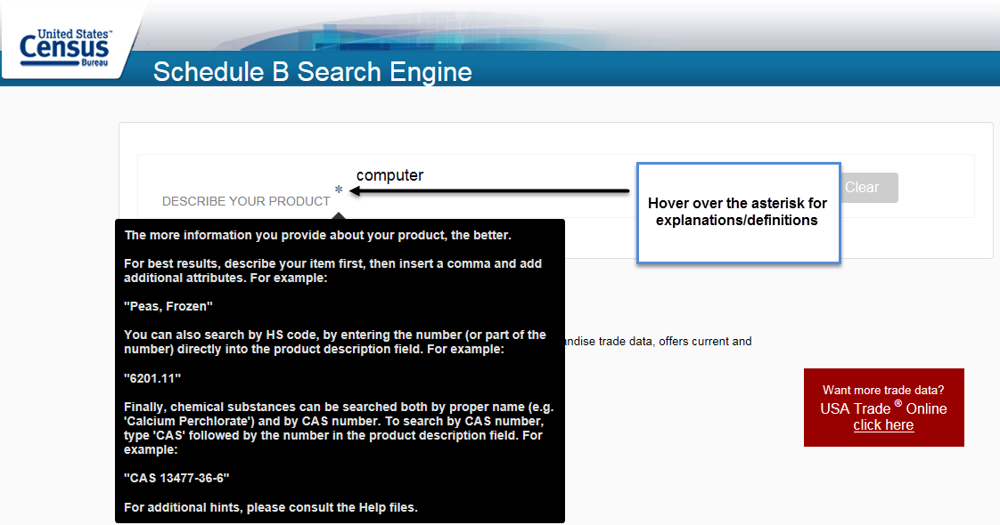 United States™
Census
Bureau
Schedule B Search Engine
computer
DESCRIBE YOUR PRODUCT *
Hover over the asterisk for
explanations/definitions
Clear
The more information you provide about your product, the better.
For best results, describe your item first, then insert a comma and add
additional attributes. For example:
"Peas, Frozen"
You can also search by HS code, by entering the number (or part of the
number) directly into the product description field. For example:
"6201.11"
Finally, chemical substances can be searched both by proper name (e.g.
'Calcium Perchlorate') and by CAS number. To search by CAS number,
type 'CAS' followed by the number in the product description field. For
example:
"CAS 13477-36-6"
For additional hints, please consult the Help files.
trade data, offers current and
Want more trade data?
USA Trade ® Online
click here